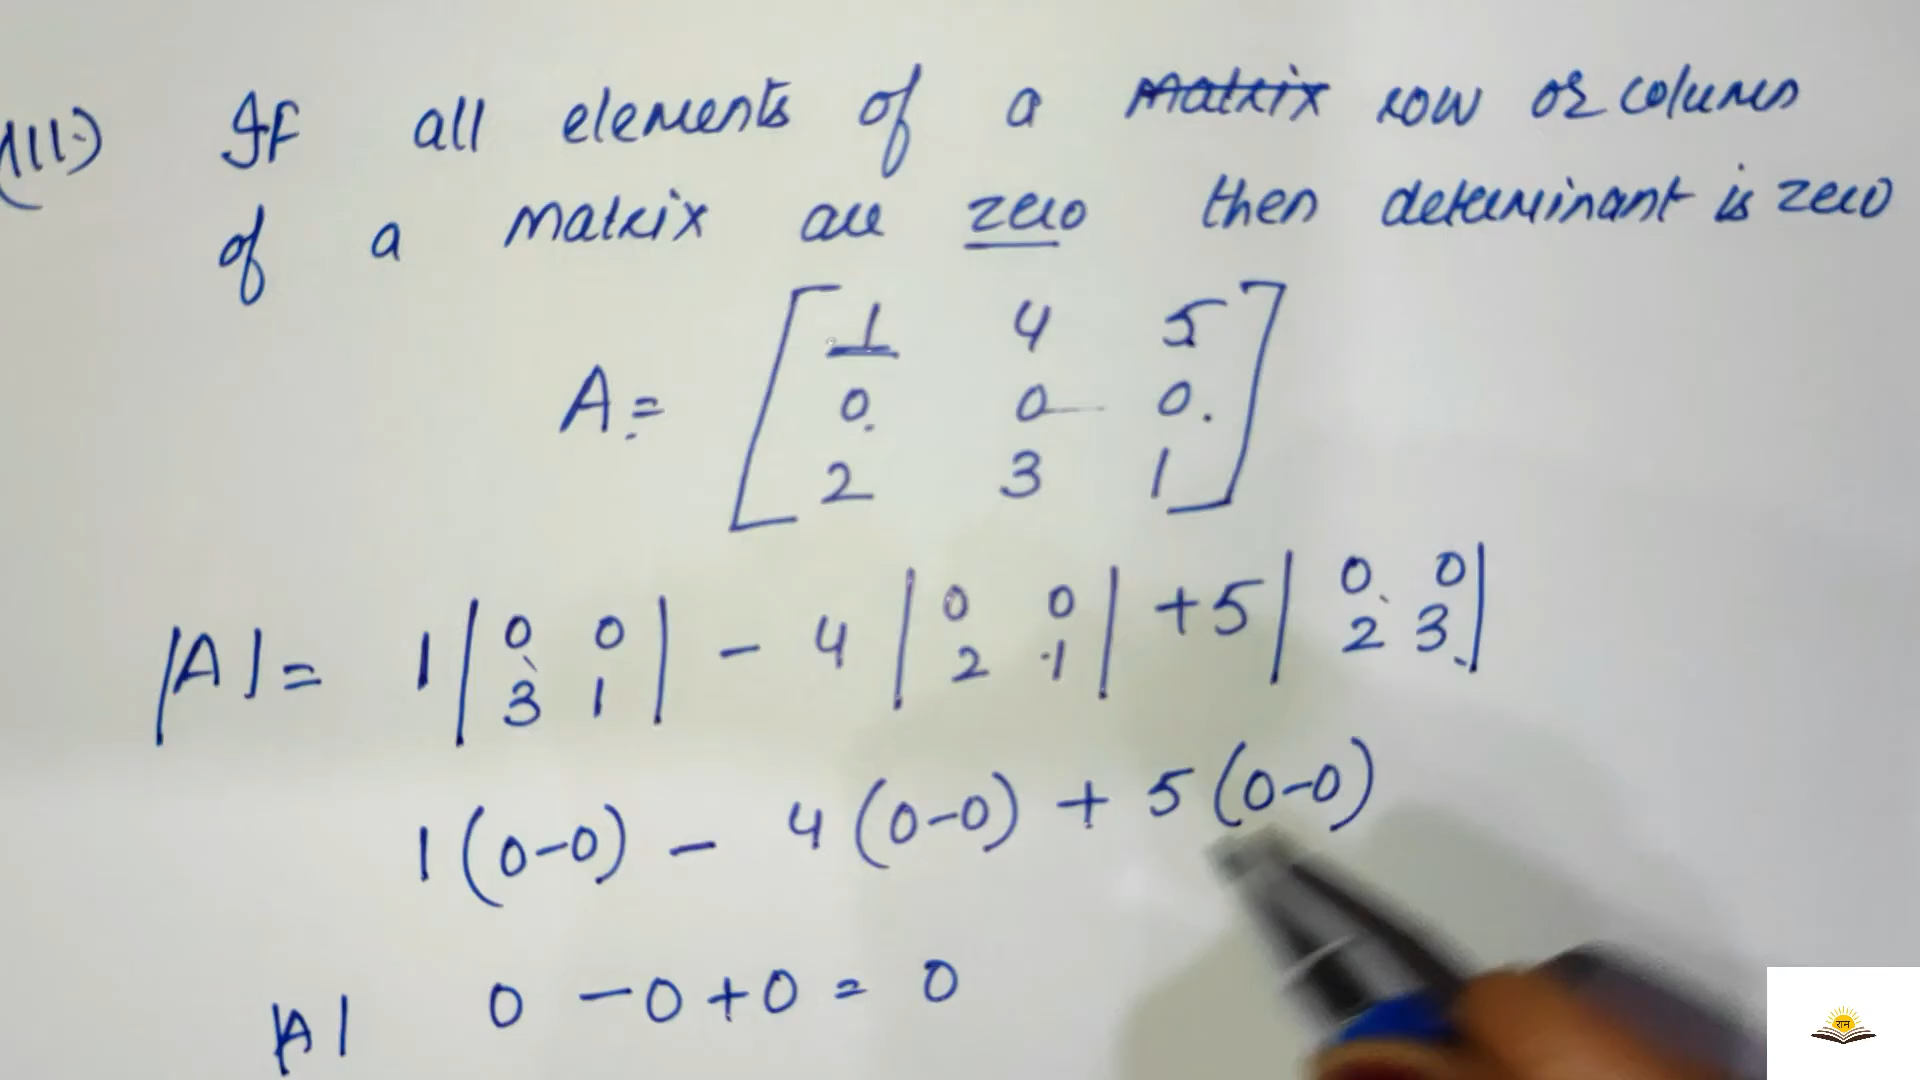 (III:) If all elements of a matrix row or column
of a matrix are zero then determinant is zero
A = [ 1 4 5
0 0 0
2 3 1 ]
|A| = 1 | 0 0 | - 4 | 0 0 | + 5 | 0 0 |
3 1 2 1 2 3
1 (0-0) - 4 (0-0) + 5 (0-0)
|A| 0 - 0 + 0 = 0
राम